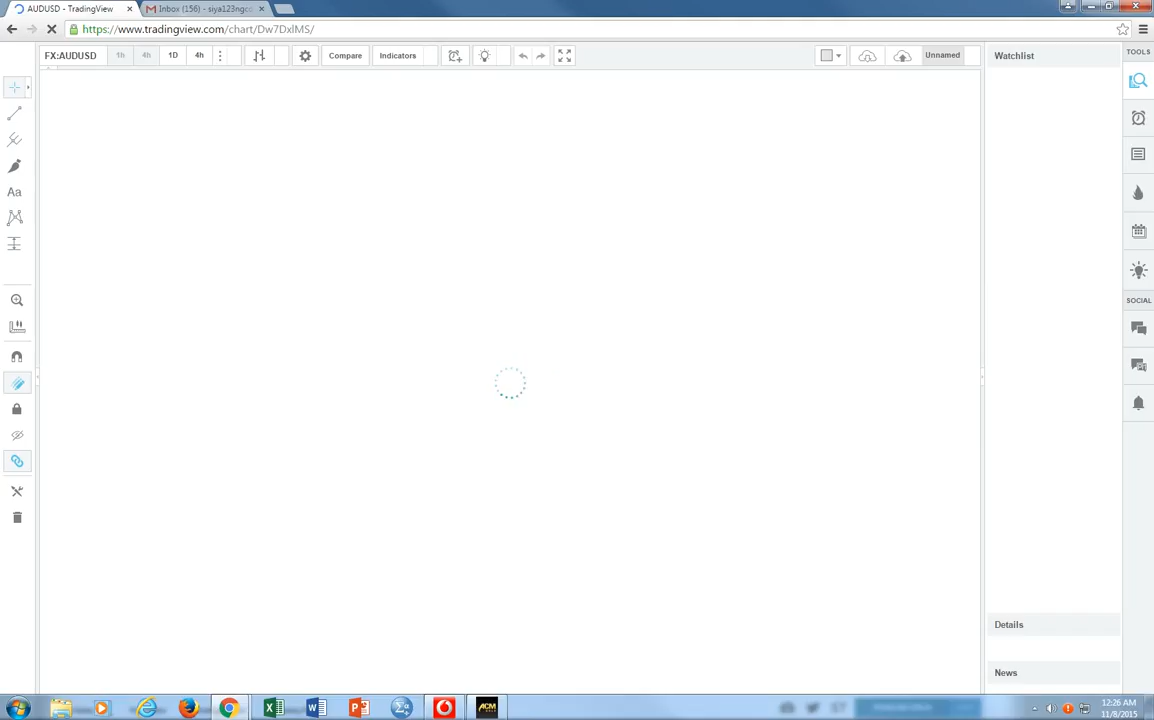 AUDUSD - TradingView
Inbox (156) - siya123ngc
https://www.tradingview.com/chart/Dw7DxlMS/
FX:AUDUSD 1h 4h 1D 4h Compare Indicators Unnamed
Watchlist
TOOLS
Aa
SOCIAL
Details
News
12:26 AM
11/8/2015